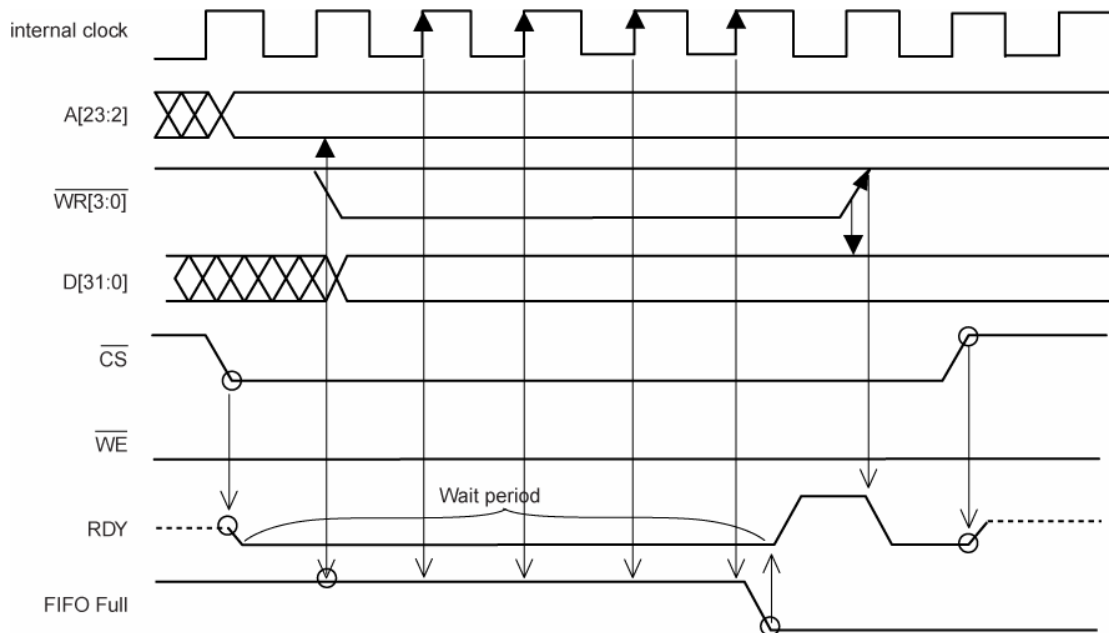 internal clock
A[23:2]
WR[3:0]
D[31:0]
CS
WE
Wait period
RDY
FIFO Full